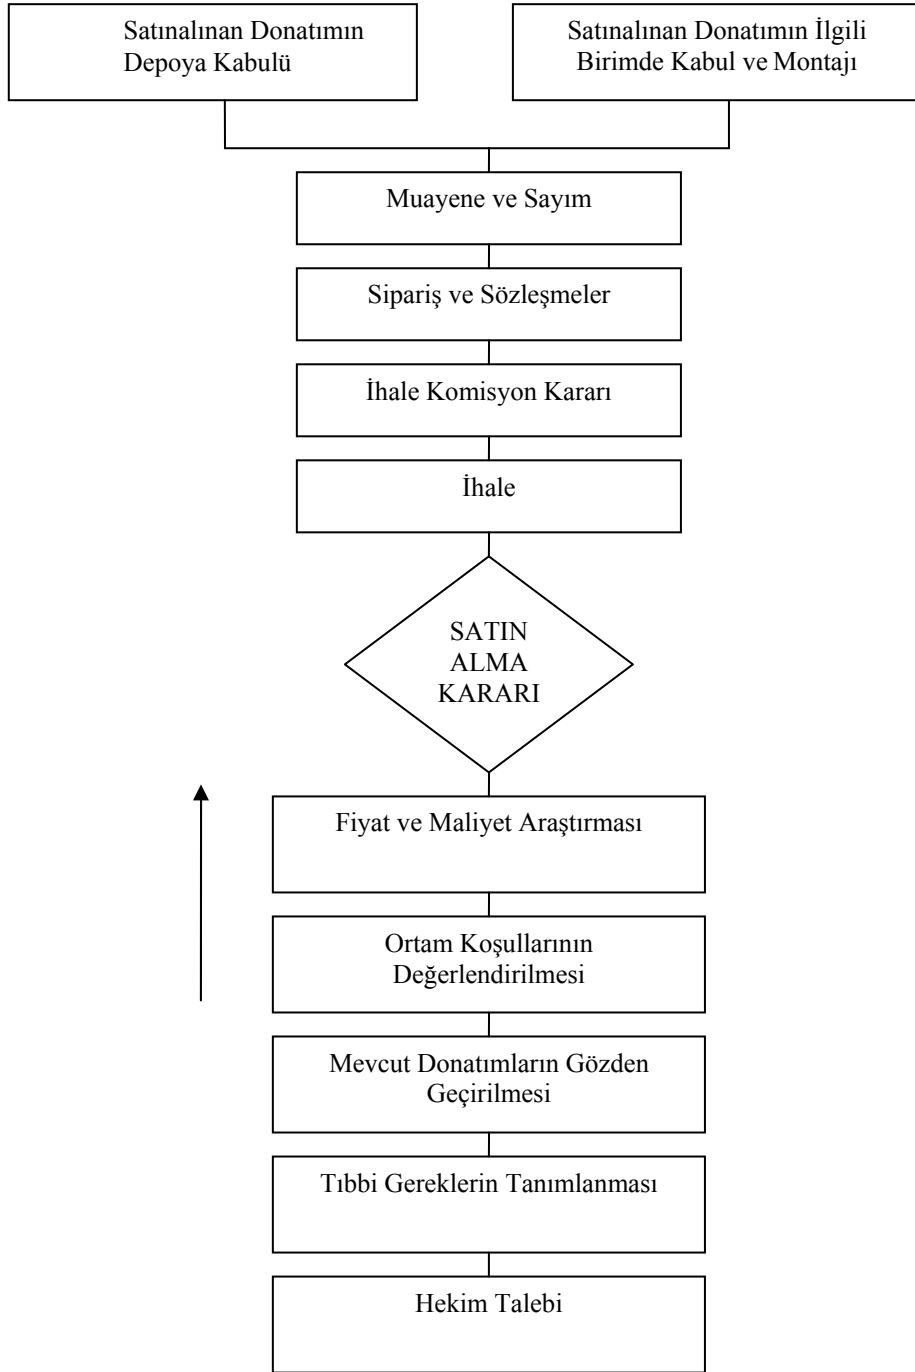 Satınalınan Donatımın
Depoya Kabulü
Satınalınan Donatımın İlgili
Birimde Kabul ve Montajı
Muayene ve Sayım
Sipariş ve Sözleşmeler
İhale Komisyon Kararı
İhale
SATIN
ALMA
KARARI
Fiyat ve Maliyet Araştırması
Ortam Koşullarının
Değerlendirilmesi
Mevcut Donatımların Gözden
Geçirilmesi
Tıbbi Gereklerin Tanımlanması
Hekim Talebi